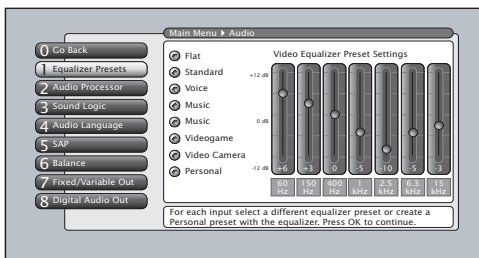 Main Menu Audio
0 Go Back
1 Equalizer Presets
2 Audio Processor
3 Sound Logic
4 Audio Language
5 SAP
6 Balance
7 Fixed/Variable Out
8 Digital Audio Out
Flat
Standard
Voice
Music
Music
Videogame
Video Camera
Personal
Video Equalizer Preset Settings
+12 dB
0 dB
-12 dB
+6 +3 0 -5 -10 -5 -3
60 Hz
150 Hz
400 Hz
1 kHz
2.5 kHz
6.3 kHz
15 kHz
For each input select a different equalizer preset or create a
Personal preset with the equalizer. Press OK to continue.